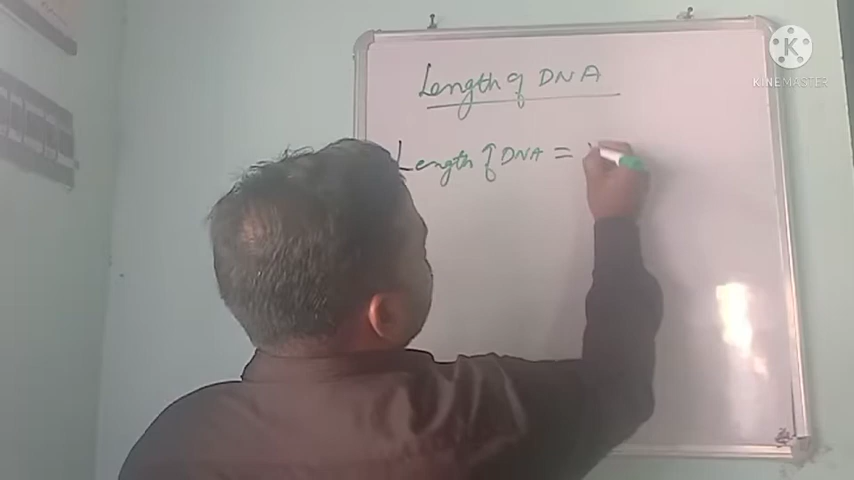 Length of DNA
Length of DNA =
KINEMASTER